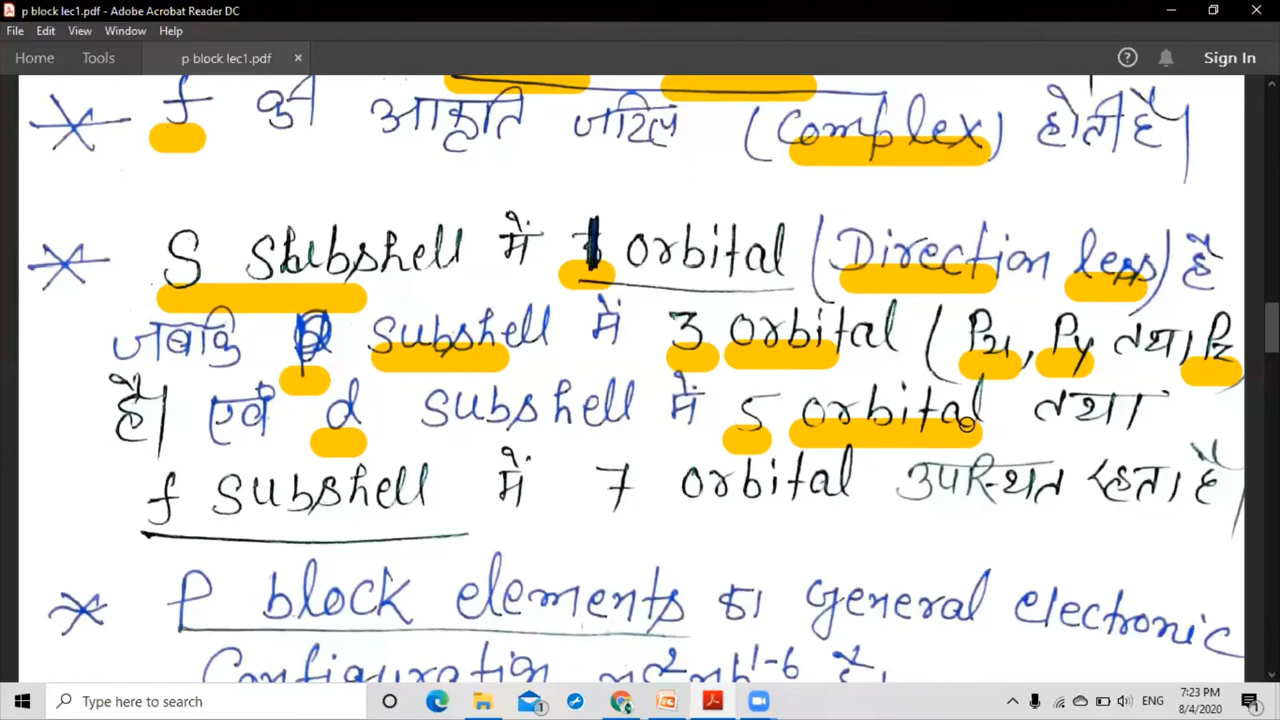 p block lec1.pdf - Adobe Acrobat Reader DC
File Edit View Window Help
Home Tools p block lec1.pdf × Sign In
* f की आकृति जटिल (Complex) होती है।
* S Subshell में 1 orbital (Direction less) है
जबकि p subshell में 3 orbital (Px, Py तथा Pz
है। एवं d subshell में 5 orbital तथा
f subshell में 7 orbital उपस्थित रहता है
* P block elements का general electronic
Configuration ns²np¹⁻⁶ है।
Type here to search ENG 7:23 PM
8/4/2020